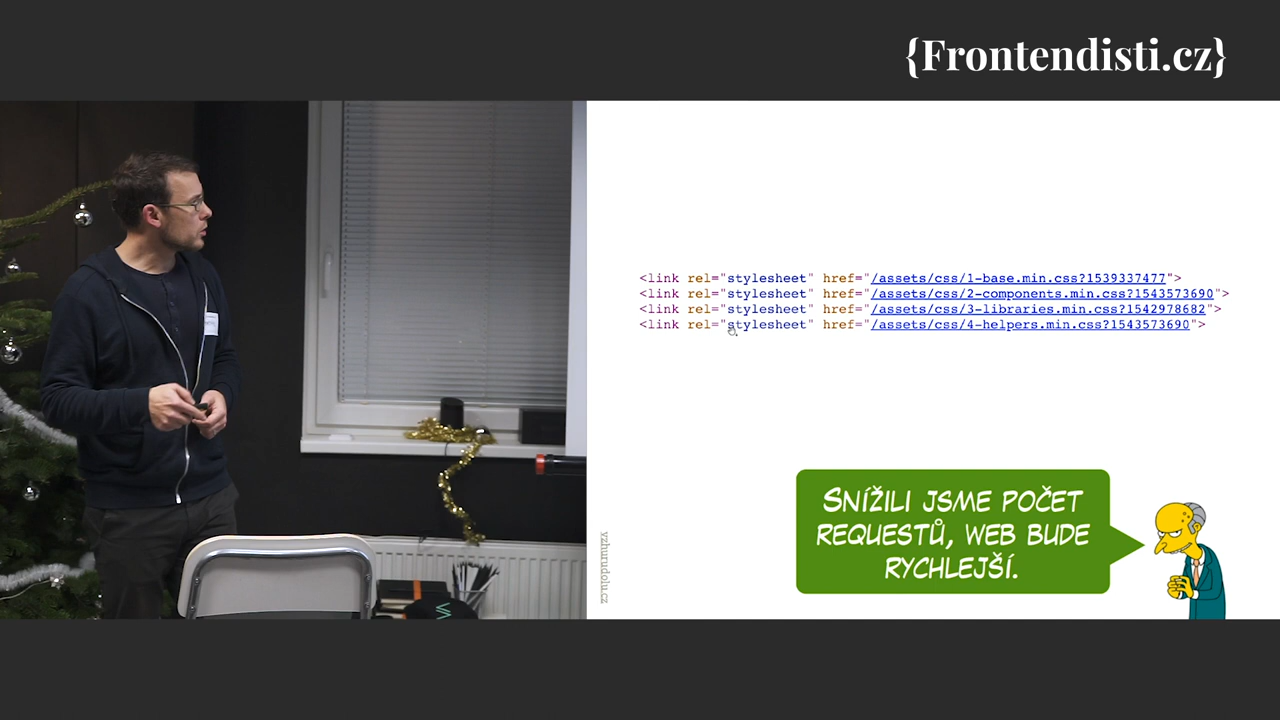 {Frontendisti.cz}
<link rel="stylesheet" href="/assets/css/1-base.min.css?1539337477">
<link rel="stylesheet" href="/assets/css/2-components.min.css?1543573690">
<link rel="stylesheet" href="/assets/css/3-libraries.min.css?1542978682">
<link rel="stylesheet" href="/assets/css/4-helpers.min.css?1543573690">
SNÍŽILI JSME POČET
REQUESTŮ, WEB BUDE
RYCHLEJŠÍ.
vzhurudolu.cz